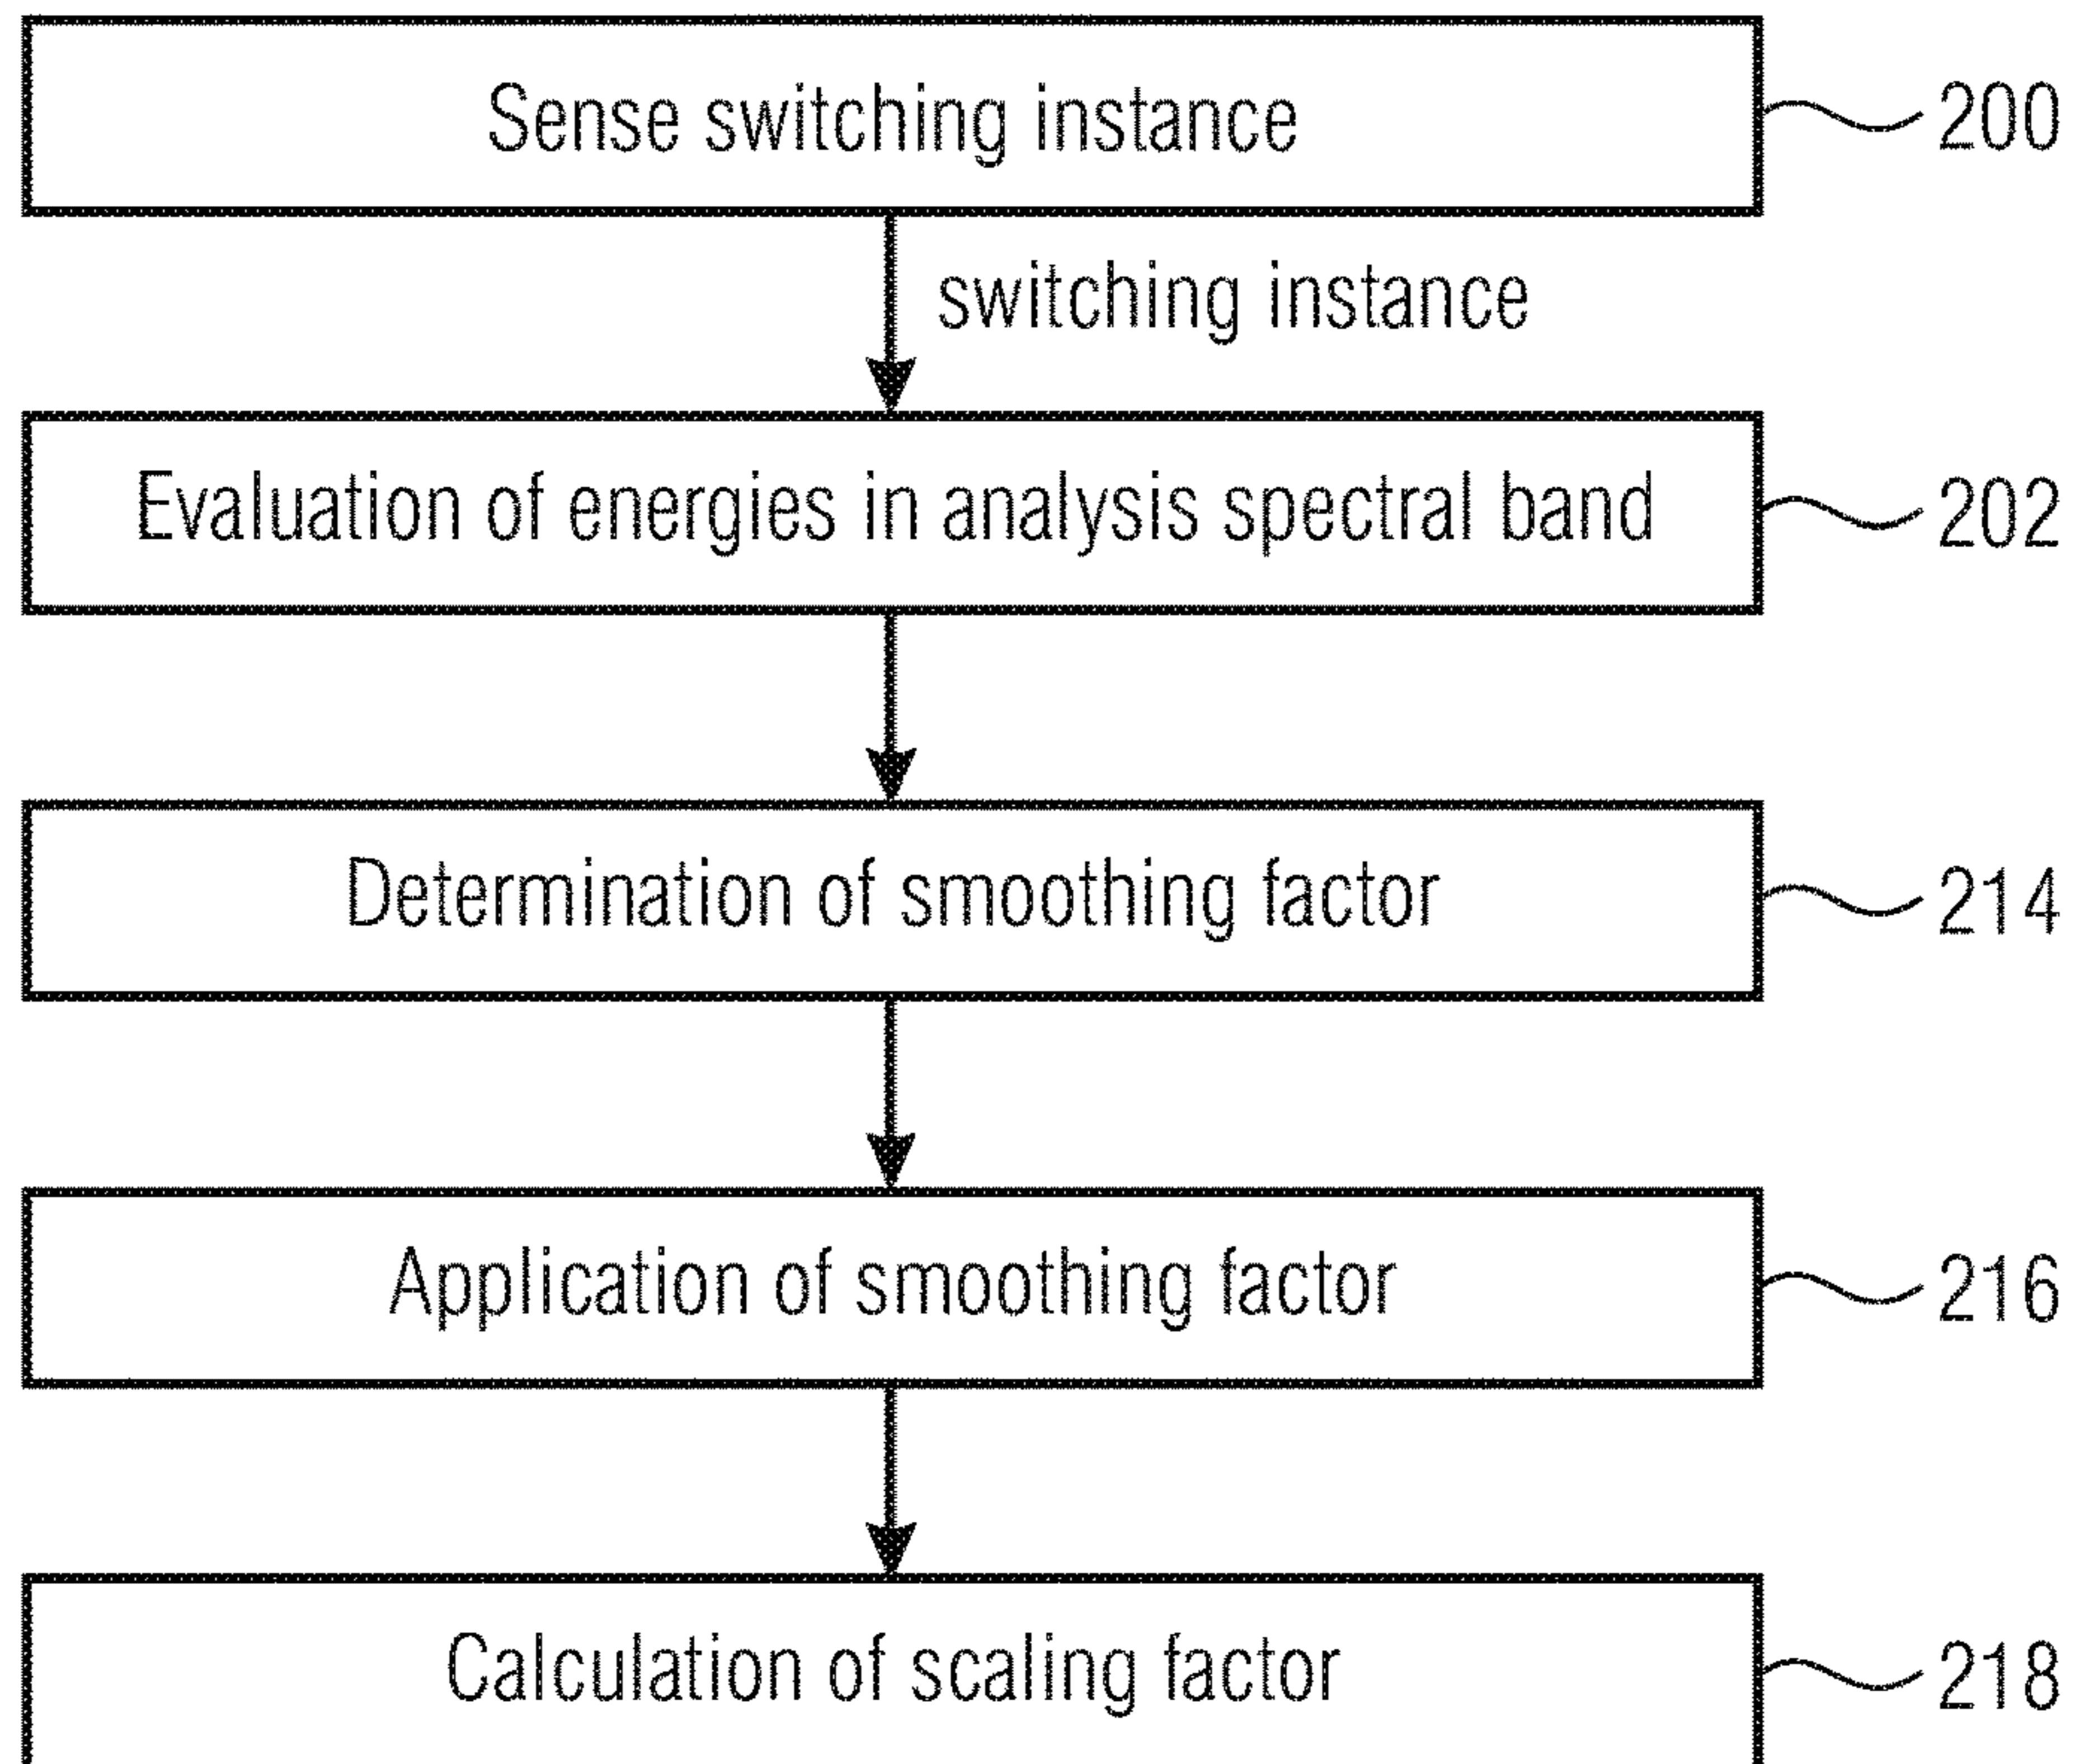 Sense switching instance
200
switching instance
Evaluation of energies in analysis spectral band
202
Determination of smoothing factor
214
Application of smoothing factor
216
Calculation of scaling factor
218